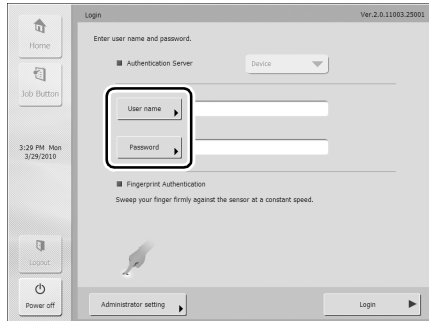 Login
Ver.2.0.11003.25001
Home
Job Button
3:29 PM Mon
3/29/2010
Logout
Power off
Enter user name and password.
Authentication Server
Device
User name
Password
Fingerprint Authentication
Sweep your finger firmly against the sensor at a constant speed.
Administrator setting
Login